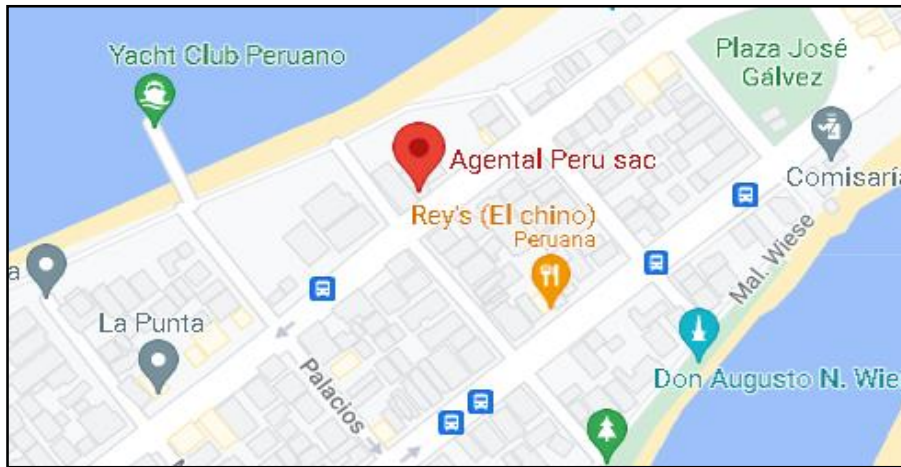 Yacht Club Peruano
Plaza José
Gálvez
Agental Peru sac
Comisaría
Rey's (El chino)
Peruana
Mal. Wiese
a
La Punta
Palacios
Don Augusto N. Wie